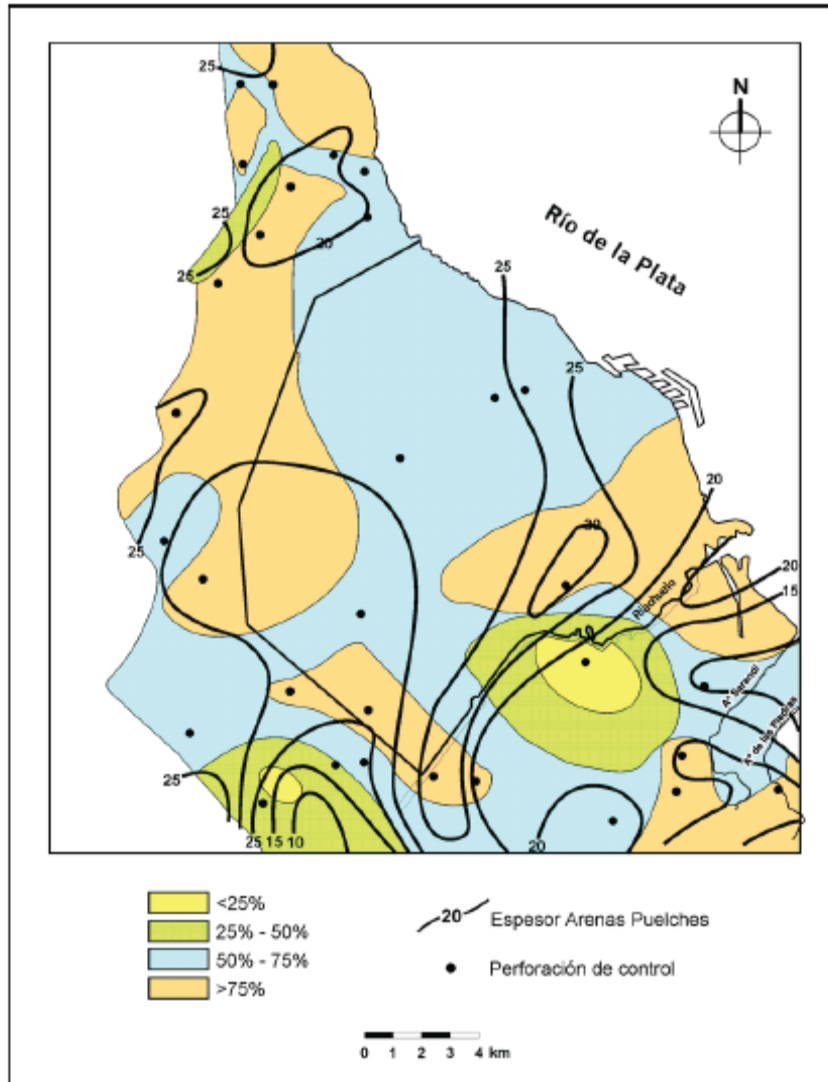 25
N
25
25
20
Río de la Plata
25
25
20
25
30
20
15
Riachuelo
Aº Sarandí
Aº de las Piedras
25
25 15 10
20
<25%
25% - 50%
50% - 75%
>75%
20 Espesor Arenas Puelches
Perforación de control
0 1 2 3 4 km